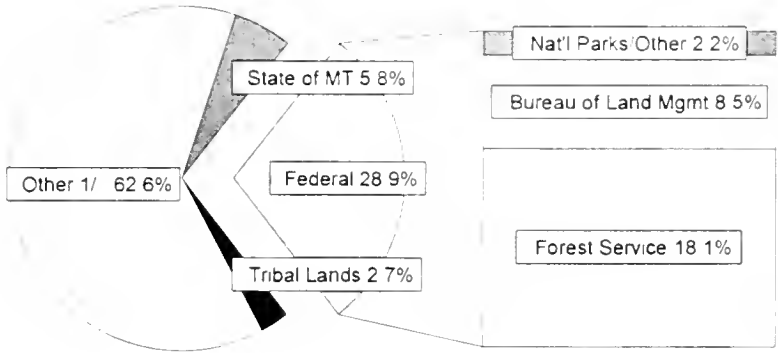 Nat'l Parks/Other 2 2%
State of MT 5 8%
Bureau of Land Mgmt 8 5%
Other 1/ 62 6%
Federal 28 9%
Forest Service 18 1%
Tribal Lands 2 7%